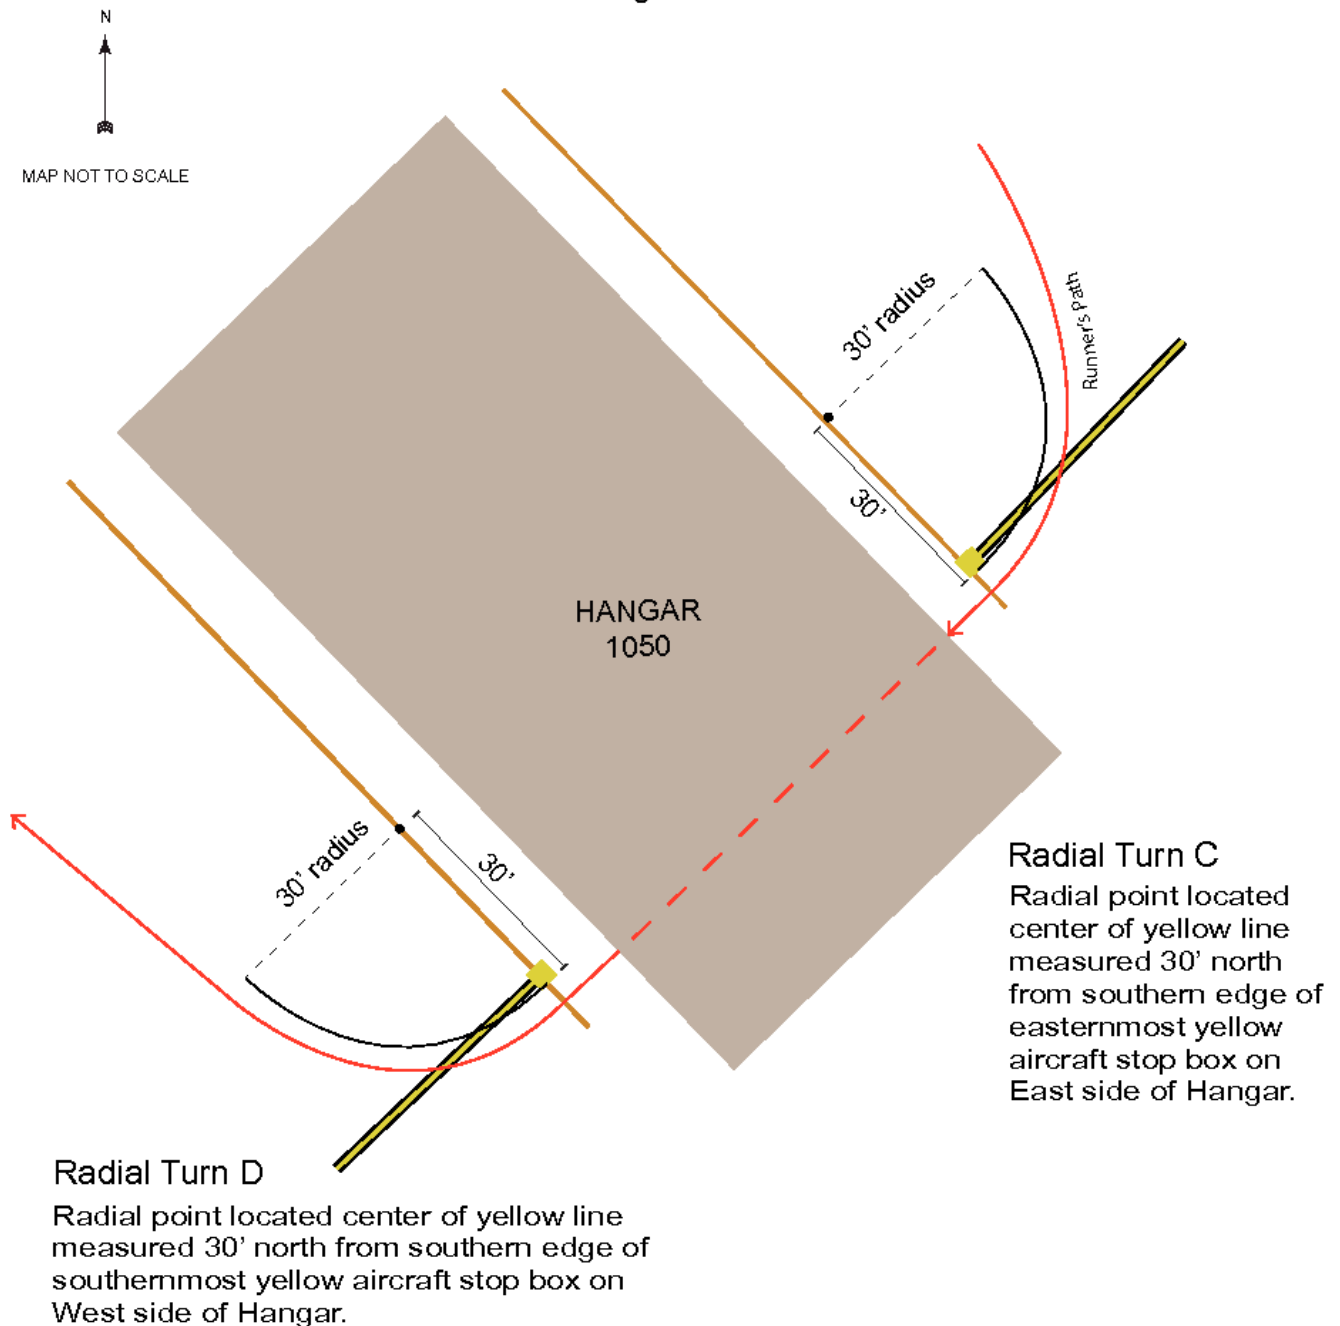 N
MAP NOT TO SCALE
30’ radius
Runner's Path
30’
HANGAR
1050
30’ radius
30’
Radial Turn C
Radial point located
center of yellow line
measured 30’ north
from southern edge of
easternmost yellow
aircraft stop box on
East side of Hangar.
Radial Turn D
Radial point located center of yellow line
measured 30’ north from southern edge of
southernmost yellow aircraft stop box on
West side of Hangar.